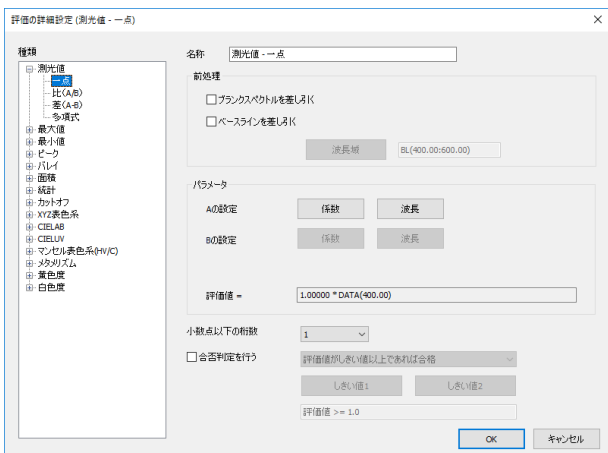 評価の詳細設定 (測光値 - 一点)
種類
測光値
一点
比(A/B)
差(A-B)
多項式
最大値
最小値
ピーク
バレイ
面積
統計
カットオフ
XYZ表色系
CIELAB
CIELUV
マンセル表色系(HV/C)
メタメリズム
黄色度
白色度
名称
測光値 - 一点
前処理
ブランクスペクトルを差し引く
ベースラインを差し引く
波長域
BL(400.00:600.00)
パラメータ
Aの設定
係数
波長
Bの設定
係数
波長
評価値 =
1.00000 * DATA(400.00)
小数点以下の桁数
1
合否判定を行う
評価値がしきい値以上であれば合格
しきい値1
しきい値2
評価値 >= 1.0
OK
キャンセル